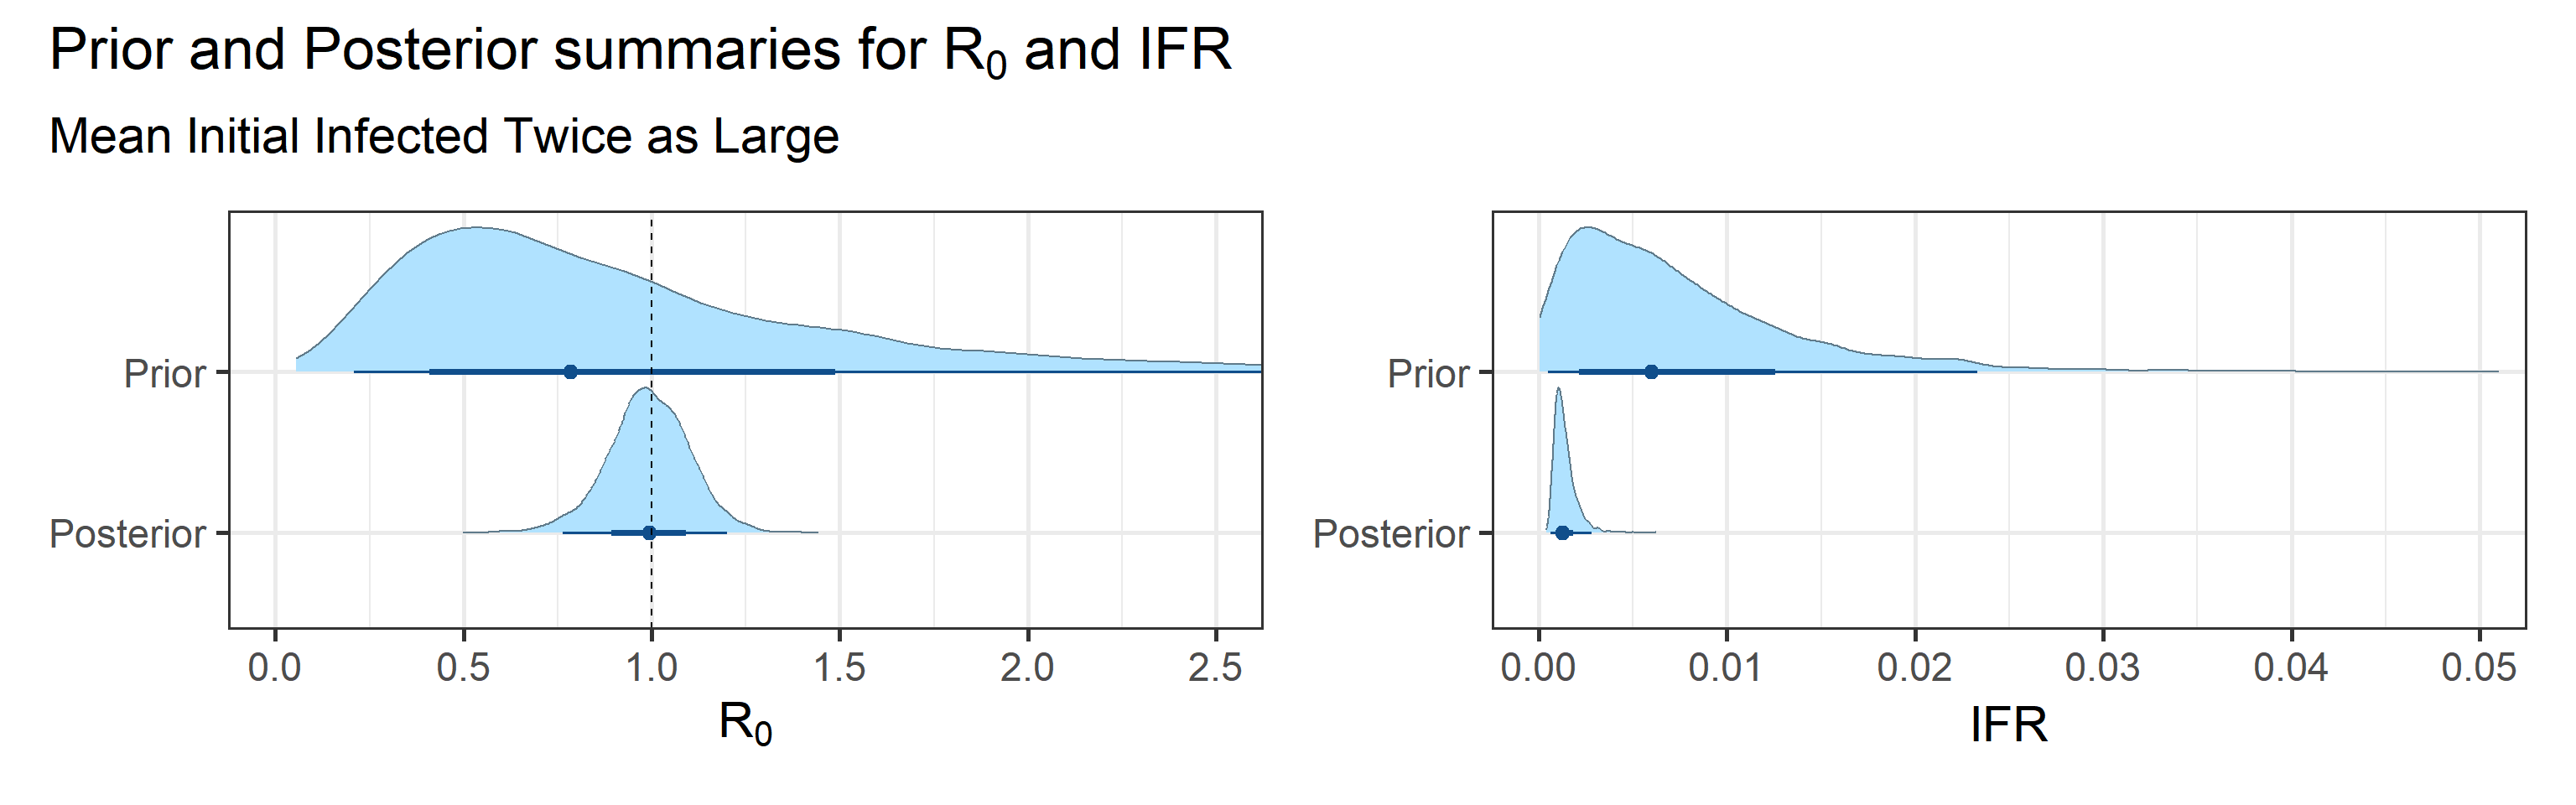 Prior and Posterior summaries for R₀ and IFR
Mean Initial Infected Twice as Large
Prior
Posterior
0.0 0.5 1.0 1.5 2.0 2.5
R₀
Prior
Posterior
0.00 0.01 0.02 0.03 0.04 0.05
IFR